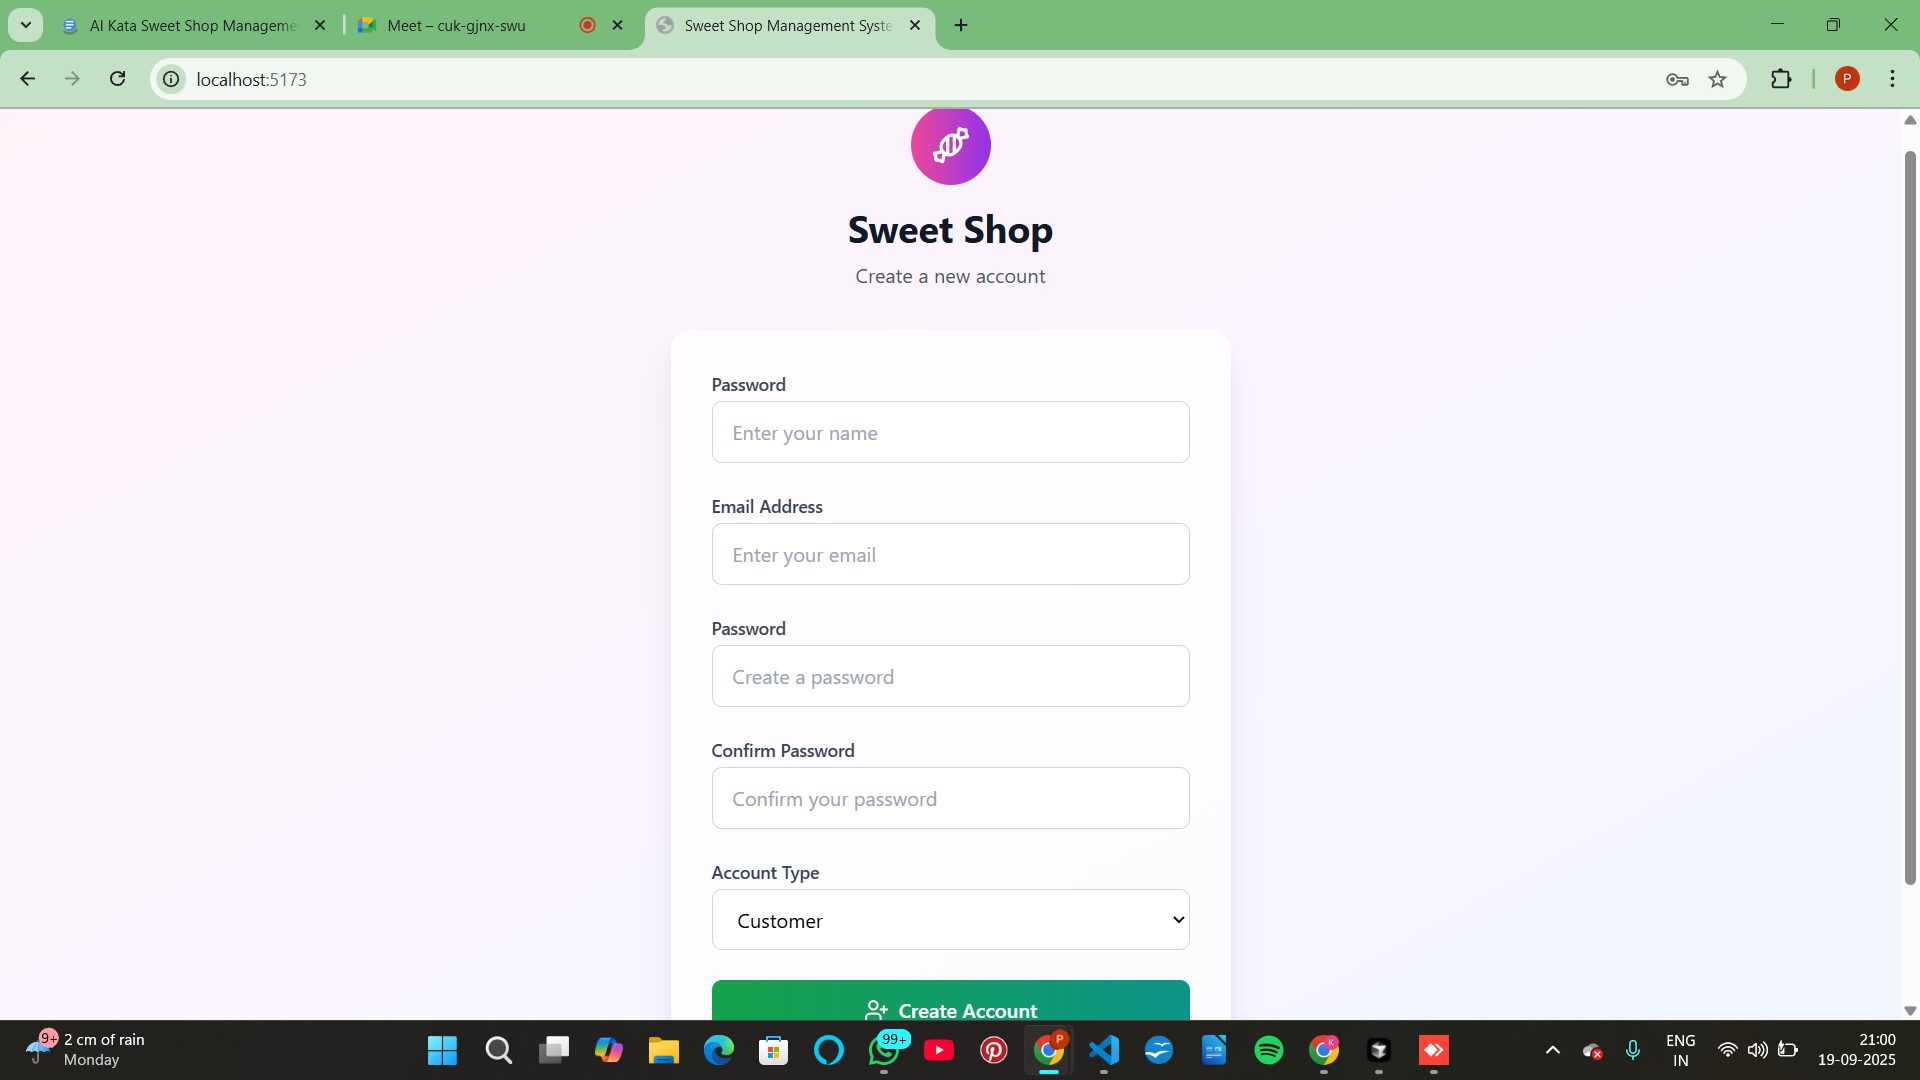 AI Kata Sweet Shop Manageme
Meet – cuk-gjnx-swu
Sweet Shop Management Syste
localhost:5173
P
Sweet Shop
Create a new account
Password
Enter your name
Email Address
Enter your email
Password
Create a password
Confirm Password
Confirm your password
Account Type
Customer
Create Account
9+
2 cm of rain
Monday
99+
P
K
ENG
IN
21:00
19-09-2025